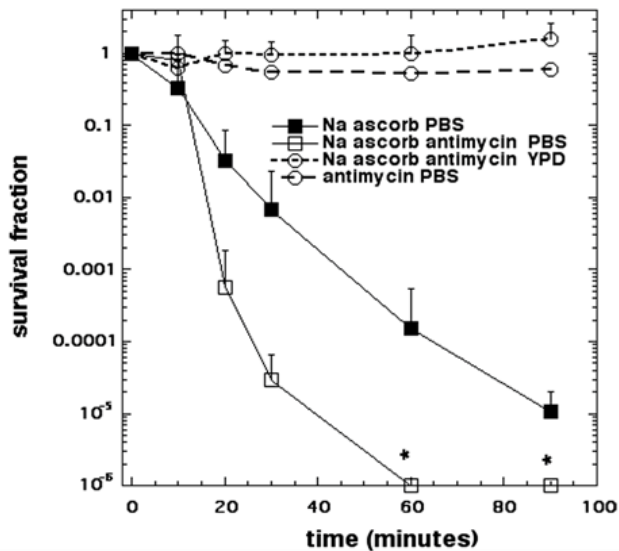 1
0.1
0.01
0.001
0.0001
10-5
10-6
survival fraction
Na ascorb PBS
Na ascorb antimycin PBS
Na ascorb antimycin YPD
antimycin PBS
* *
0 20 40 60 80 100
time (minutes)